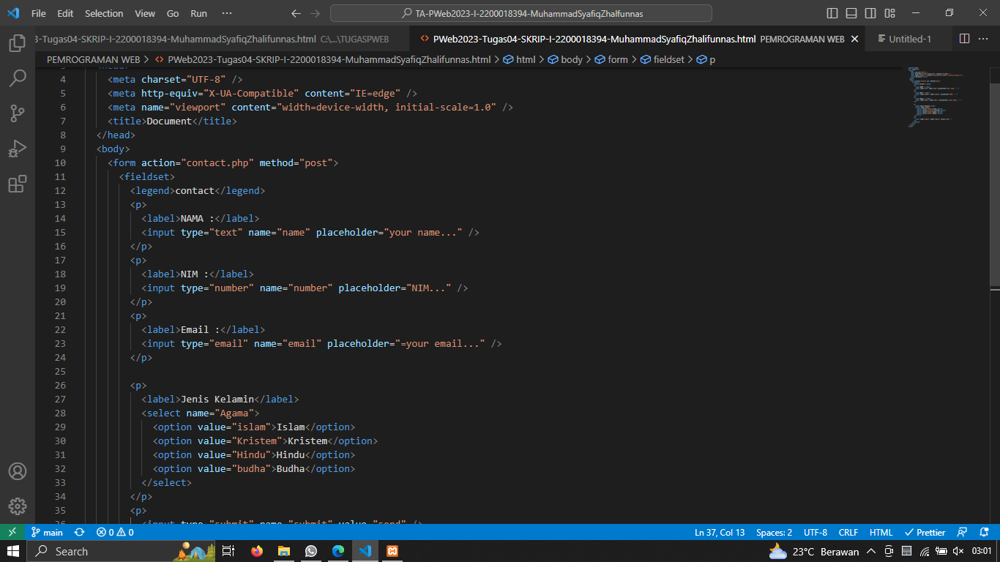 File Edit Selection View Go Run ··· TA-PWeb2023-I-2200018394-MuhammadSyafiqZhalfunnas
3-Tugas04-SKRIP-I-2200018394-MuhammadSyafiqZhalifunnas.html C:\...\TUGASPWEB PWeb2023-Tugas04-SKRIP-I-2200018394-MuhammadSyafiqZhalifunnas.html PEMROGRAMAN WEB Untitled-1
PEMROGRAMAN WEB > PWeb2023-Tugas04-SKRIP-I-2200018394-MuhammadSyafiqZhalifunnas.html > html > body > form > fieldset > p
3 <head>
4 <meta charset="UTF-8" />
5 <meta http-equiv="X-UA-Compatible" content="IE=edge" />
6 <meta name="viewport" content="width=device-width, initial-scale=1.0" />
7 <title>Document</title>
8 </head>
9 <body>
10 <form action="contact.php" method="post">
11 <fieldset>
12 <legend>contact</legend>
13 <p>
14 <label>NAMA :</label>
15 <input type="text" name="name" placeholder="your name..." />
16 </p>
17 <p>
18 <label>NIM :</label>
19 <input type="number" name="number" placeholder="NIM..." />
20 </p>
21 <p>
22 <label>Email :</label>
23 <input type="email" name="email" placeholder="=your email..." />
24 </p>
25
26 <p>
27 <label>Jenis Kelamin</label>
28 <select name="Agama">
29 <option value="islam">Islam</option>
30 <option value="Kristem">Kristem</option>
31 <option value="Hindu">Hindu</option>
32 <option value="budha">Budha</option>
33 </select>
34 </p>
35 <p>
36 <input type="submit" name="submit" value="send" />
main 0 0 Ln 37, Col 13 Spaces: 2 UTF-8 CRLF HTML Prettier
Search 23°C Berawan 03:01